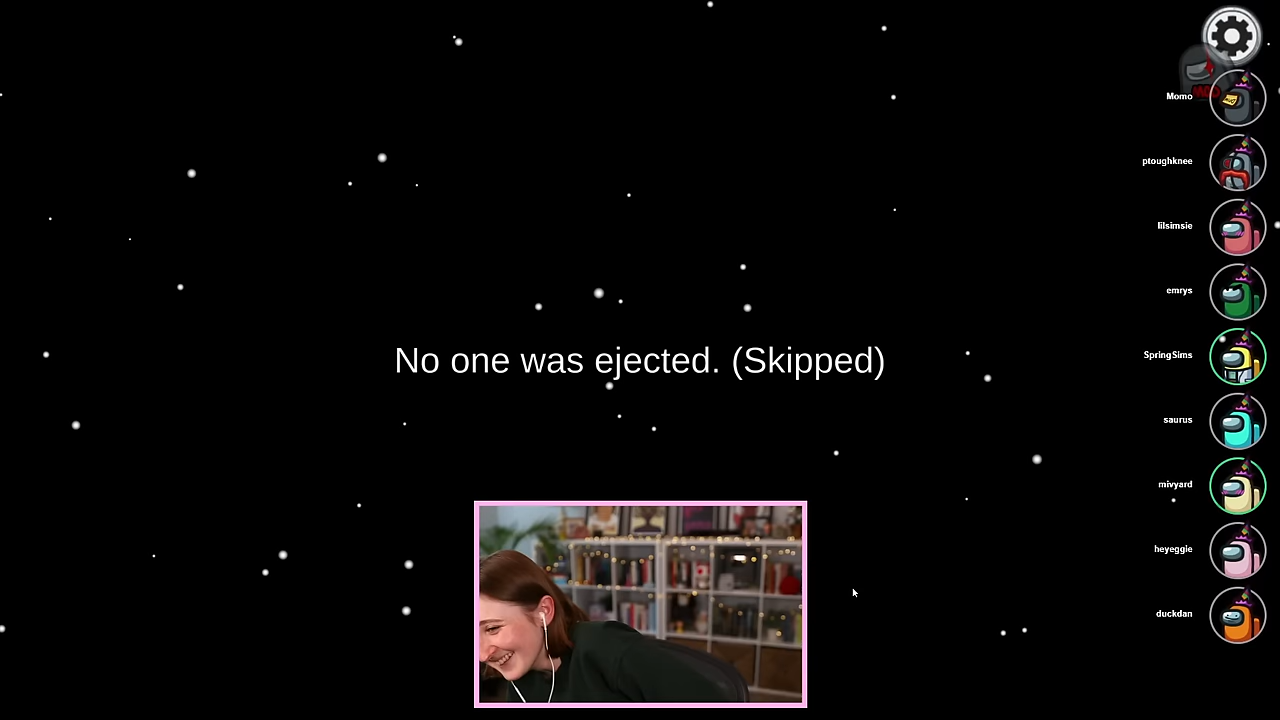 Momo
ptoughknee
lilsimsie
emrys
No one was ejected. (Skipped)
SpringSims
saurus
mivyard
heyeggie
duckdan